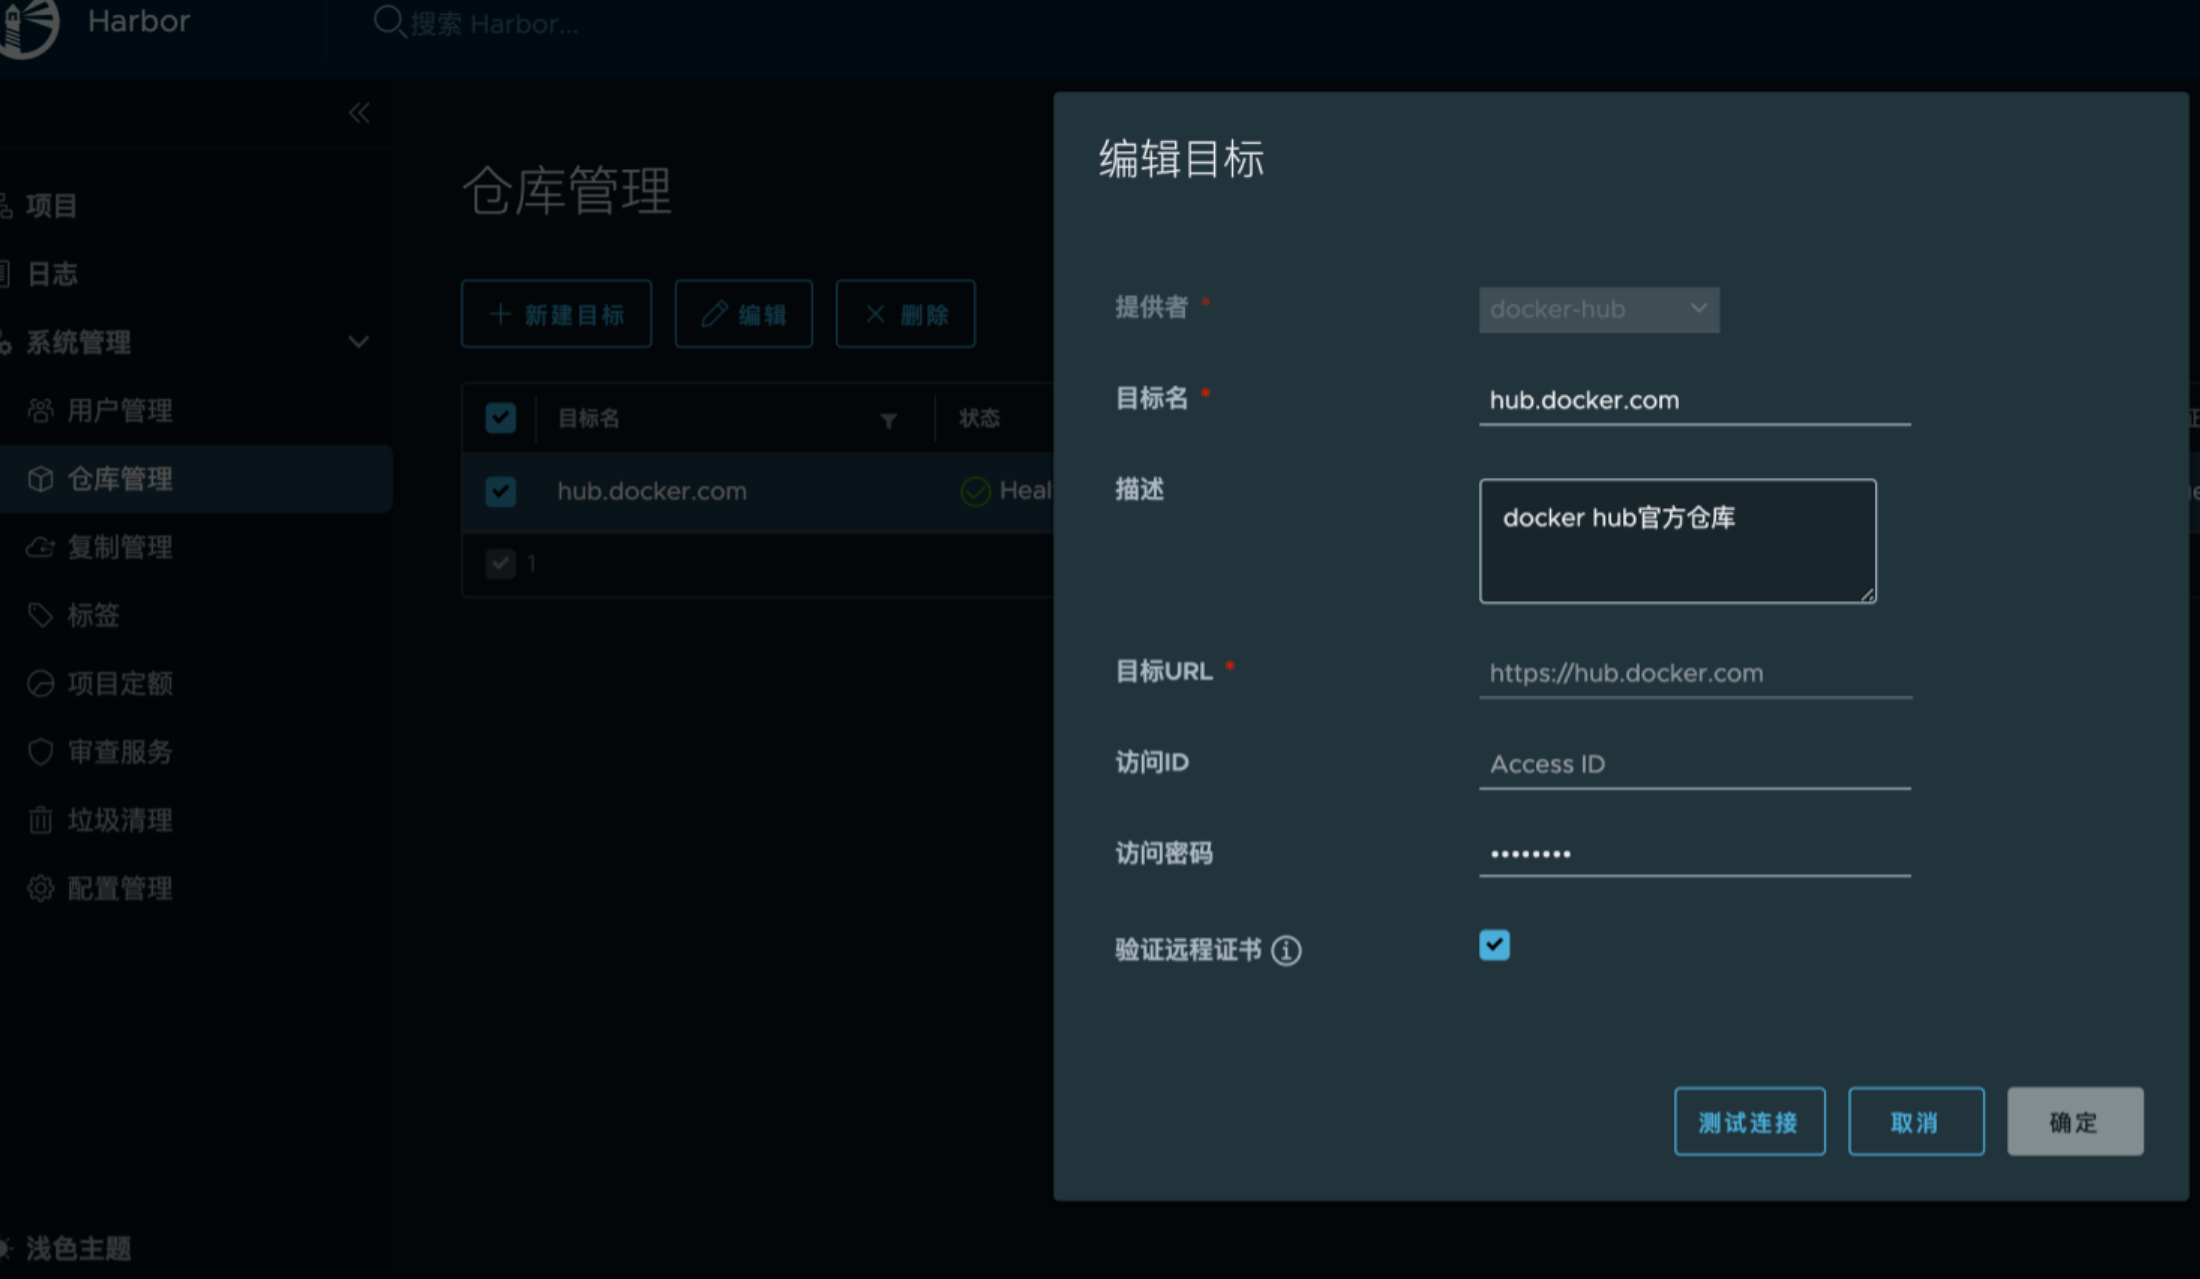 Harbor
搜索 Harbor...
项目
日志
系统管理
用户管理
仓库管理
复制管理
标签
项目定额
审查服务
垃圾清理
配置管理
浅色主题
仓库管理
新建目标
编辑
删除
目标名
状态
hub.docker.com
Heal
1
编辑目标
提供者 *
docker-hub
目标名 *
hub.docker.com
描述
docker hub官方仓库
目标URL *
https://hub.docker.com
访问ID
Access ID
访问密码
••••••••
验证远程证书
测试连接
取消
确定